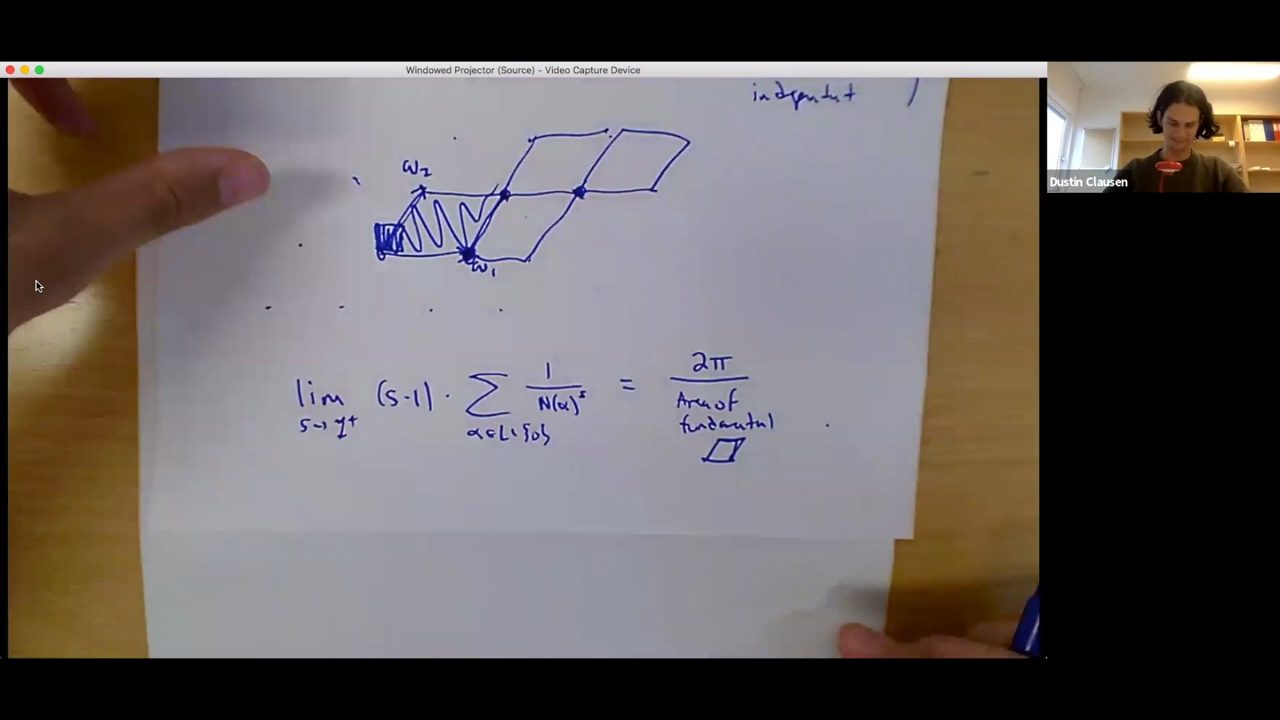 Windowed Projector (Source) - Video Capture Device
independent )
ω₂
ω₁
lim (s-1) · ∑ 1/N(α)ˢ = 2π/Area of fundamental
s→1⁺ α∈L\{0}
Dustin Clausen